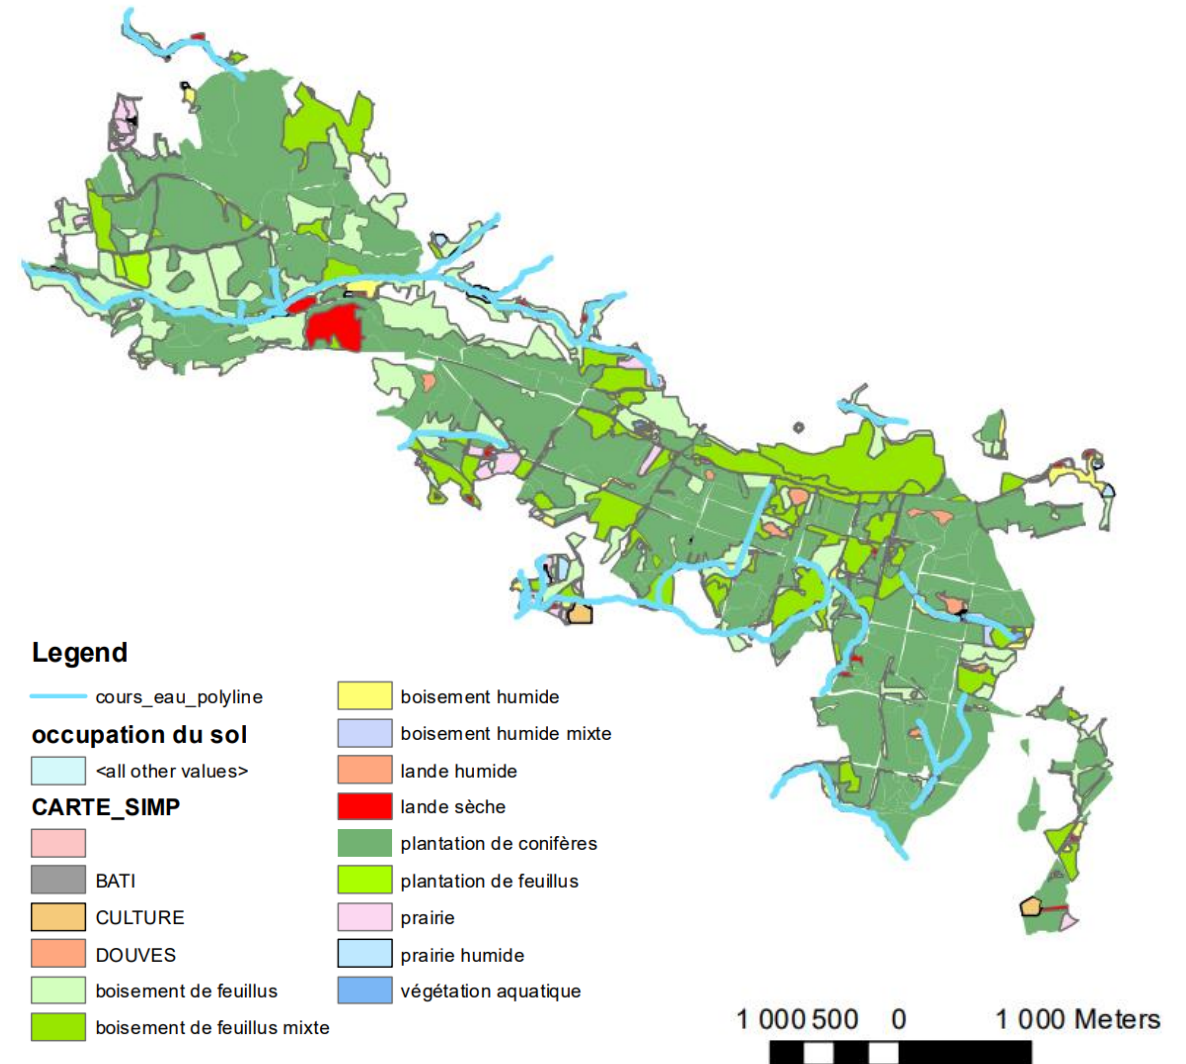 Legend
cours_eau_polyline
occupation du sol
<all other values>
CARTE_SIMP
BATI
CULTURE
DOUVES
boisement de feuillus
boisement de feuillus mixte
boisement humide
boisement humide mixte
lande humide
lande sèche
plantation de conifères
plantation de feuillus
prairie
prairie humide
végétation aquatique
1 000 500 0 1 000 Meters